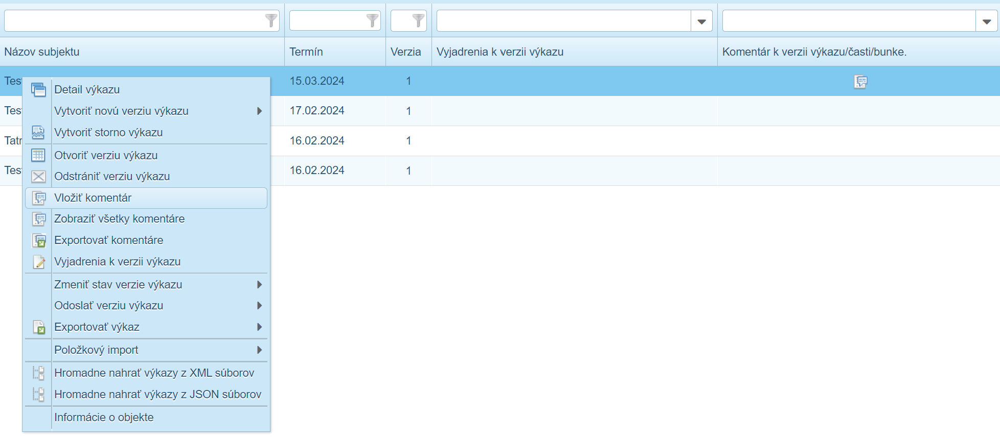 Názov subjektu Termín Verzia Vyjadrenia k verzii výkazu Komentár k verzii výkazu/časti/bunke.
15.03.2024 1
17.02.2024 1
16.02.2024 1
16.02.2024 1
Detail výkazu
Vytvoriť novú verziu výkazu
Vytvoriť storno výkazu
Otvoriť verziu výkazu
Odstrániť verziu výkazu
Vložiť komentár
Zobraziť všetky komentáre
Exportovať komentáre
Vyjadrenia k verzii výkazu
Zmeniť stav verzie výkazu
Odoslať verziu výkazu
Exportovať výkaz
Položkový import
Hromadne nahrať výkazy z XML súborov
Hromadne nahrať výkazy z JSON súborov
Informácie o objekte